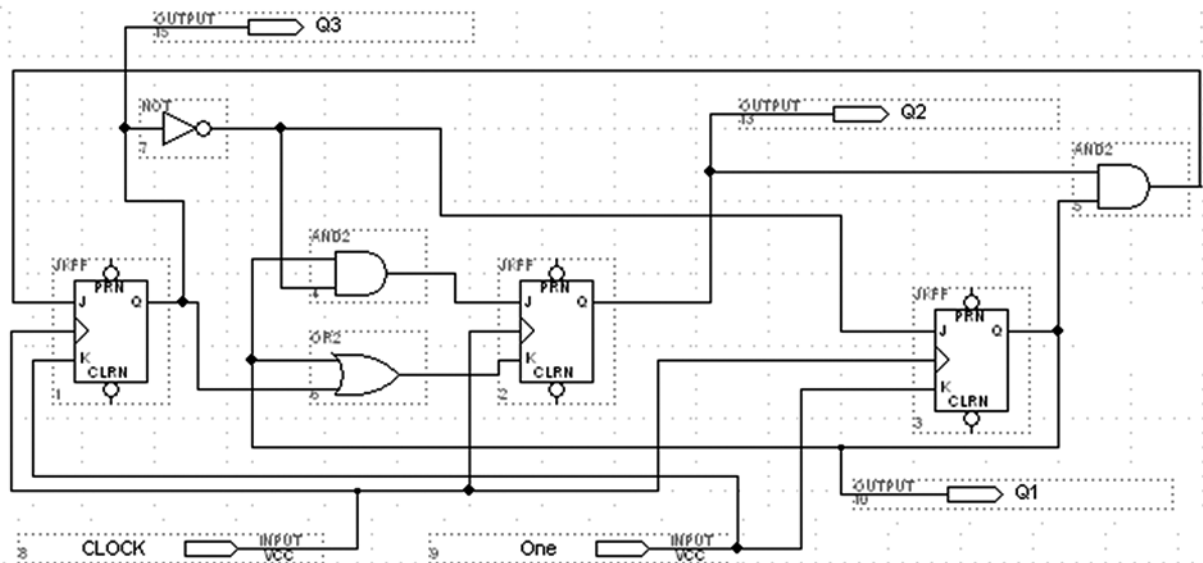 OUTPUT
15
Q3
NOT
7
OUTPUT
13
Q2
AND2
5
AND2
4
JKFF
PRN
J
Q
K
CLRN
1
OR2
6
JKFF
PRN
J
Q
K
CLRN
2
JKFF
PRN
J
Q
K
CLRN
3
OUTPUT
10
Q1
8
CLOCK
INPUT
VCC
9
One
INPUT
VCC